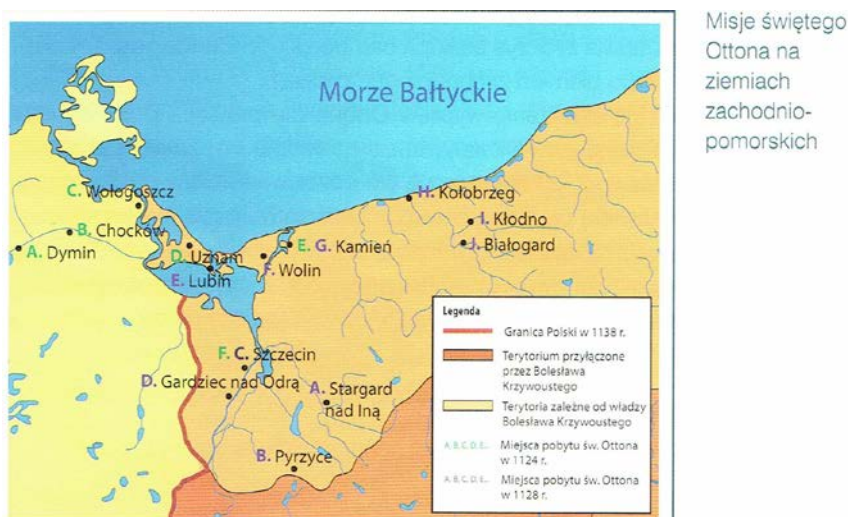 Misje świętego
Ottona na
ziemiach
zachodnio-
pomorskich
Morze Bałtyckie
C. Wołogoszcz
H. Kołobrzeg
B. Chocków
I. Kłodno
A. Dymin
D. Uznam
E. G. Kamień
J. Białogard
F. Wolin
E. Lubin
F. C. Szczecin
D. Gardziec nad Odrą
A. Stargard
nad Iną
B. Pyrzyce
Legenda
Granica Polski w 1138 r.
Terytorium przyłączone
przez Bolesława
Krzywoustego
Terytoria zależne od władzy
Bolesława Krzywoustego
A, B, C, D, E... Miejsca pobytu św. Ottona
w 1124 r.
A, B, C, D, E... Miejsca pobytu św. Ottona
w 1128 r.